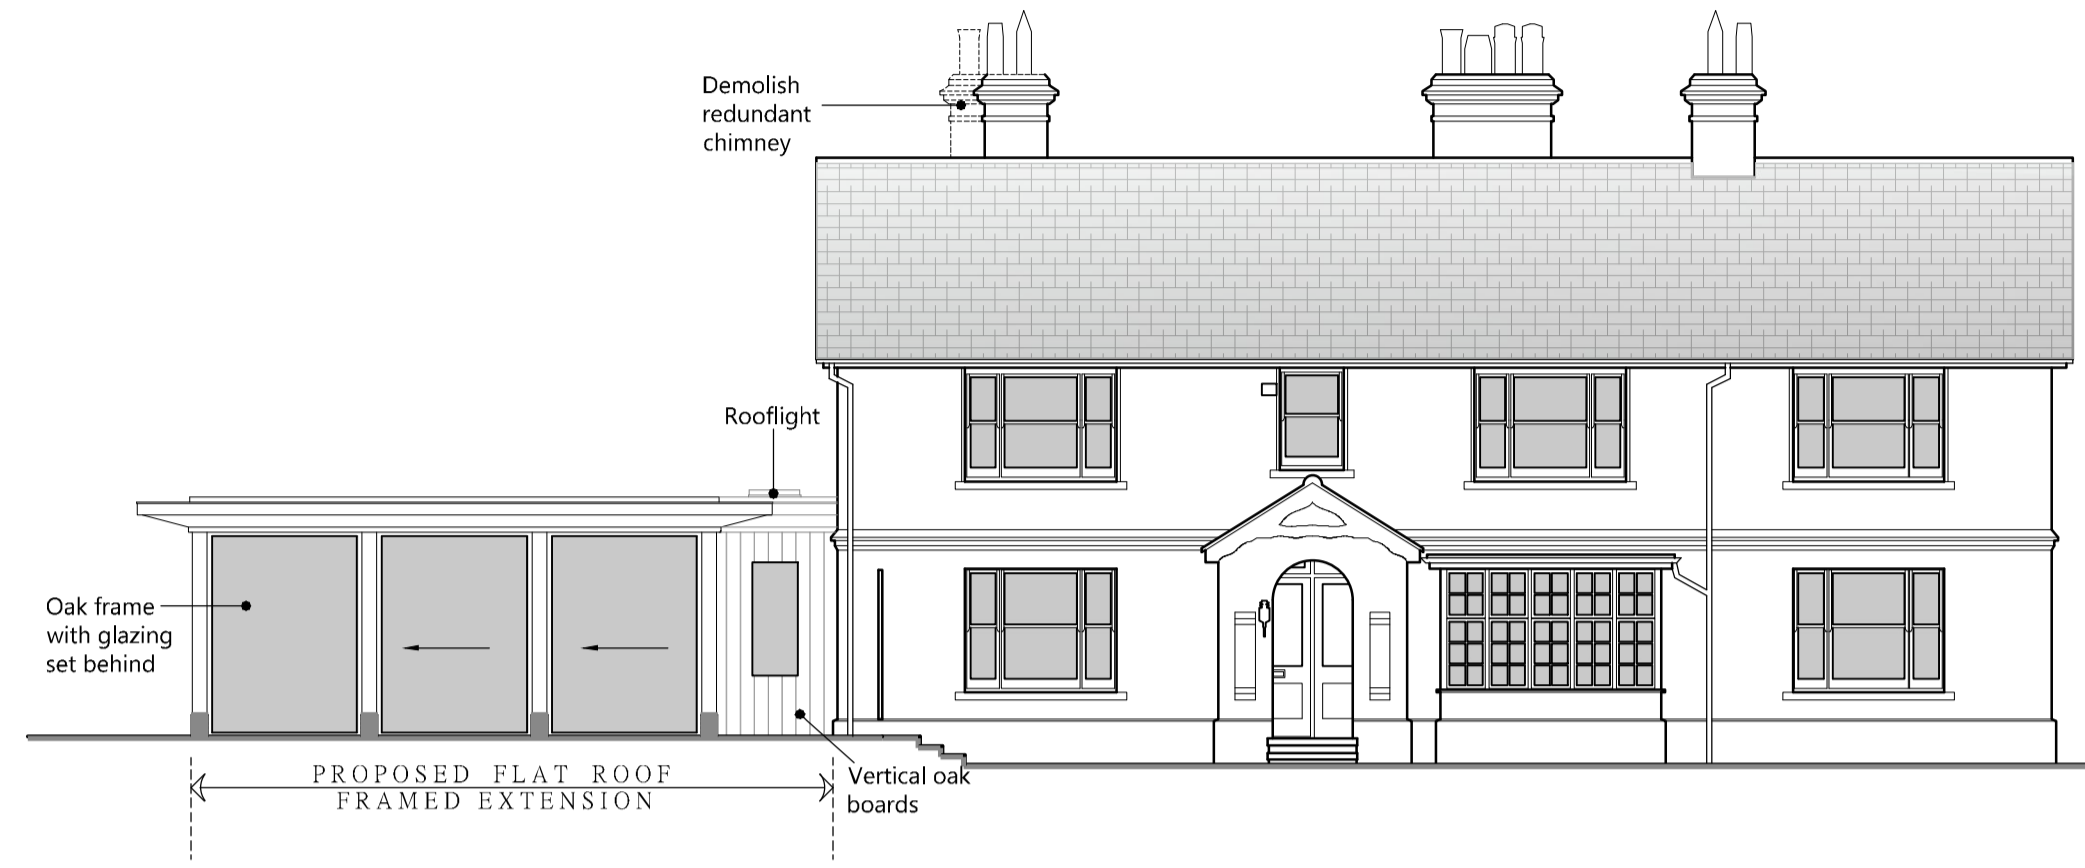 Demolish
redundant
chimney
Rooflight
Oak frame
with glazing
set behind
PROPOSED FLAT ROOF
FRAMED EXTENSION
Vertical oak
boards